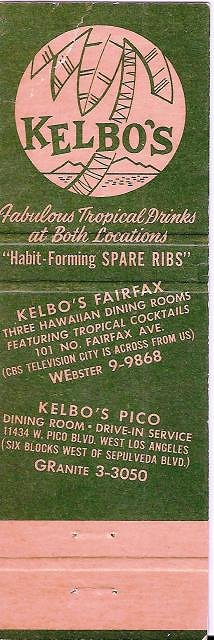 KELBO'S
Fabulous Tropical Drinks
at Both Locations
"Habit-Forming SPARE RIBS"
KELBO'S FAIRFAX
THREE HAWAIIAN DINING ROOMS
FEATURING TROPICAL COCKTAILS
101 NO. FAIRFAX AVE.
(CBS TELEVISION CITY IS ACROSS FROM US)
WEBSTER 9-9868
KELBO'S PICO
DINING ROOM • DRIVE-IN SERVICE
11434 W. PICO BLVD. WEST LOS ANGELES
(SIX BLOCKS WEST OF SEPULVEDA BLVD.)
GRANITE 3-3050